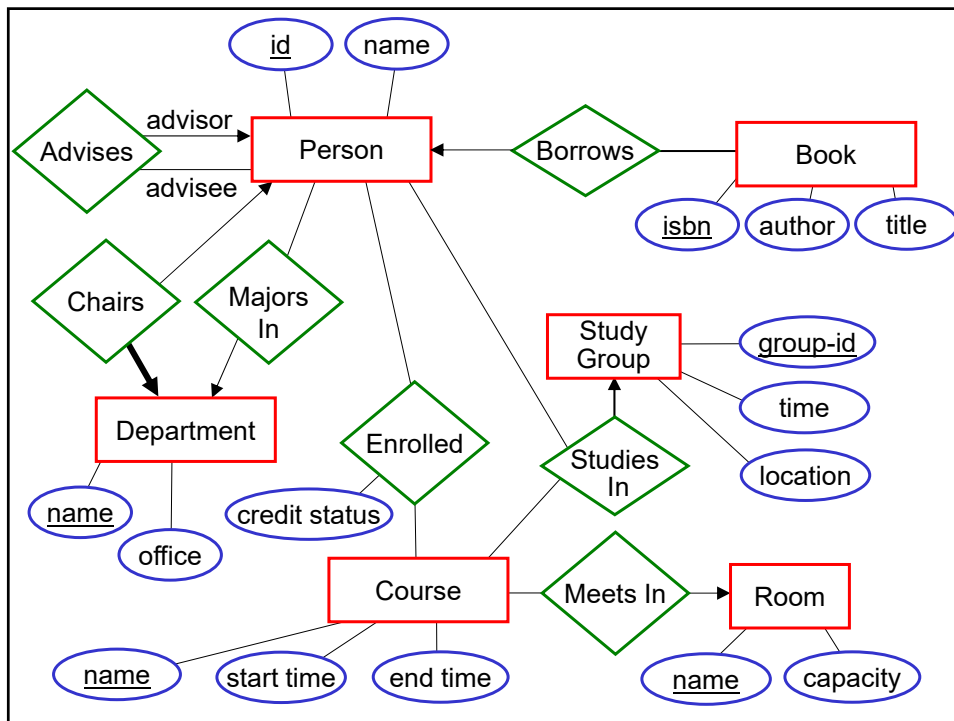 id
name
advisor
Advises
Person
Borrows
Book
advisee
isbn
author
title
Chairs
Majors
In
Study
Group
group-id
time
Department
Enrolled
Studies
In
location
name
credit status
office
Course
Meets In
Room
name
start time
end time
name
capacity